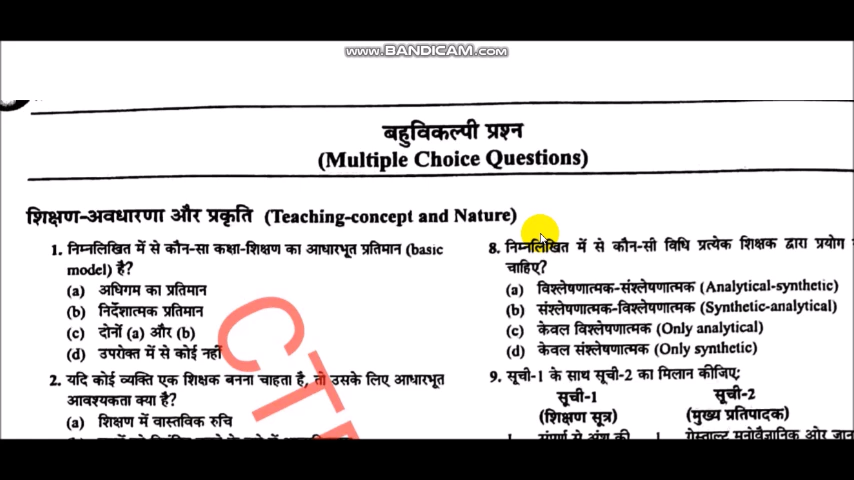 WWW.BANDICAM.COM
बहुविकल्पी प्रश्न
(Multiple Choice Questions)
शिक्षण-अवधारणा और प्रकृति (Teaching-concept and Nature)
1. निम्नलिखित में से कौन-सा कक्षा-शिक्षण का आधारभूत प्रतिमान (basic
model) है?
(a) अधिगम का प्रतिमान
(b) निर्देशात्मक प्रतिमान
(c) दोनों (a) और (b)
(d) उपरोक्त में से कोई नहीं
2. यदि कोई व्यक्ति एक शिक्षक बनना चाहता है, तो उसके लिए आधारभूत
आवश्यकता क्या है?
(a) शिक्षण में वास्तविक रुचि
8. निम्नलिखित में से कौन-सी विधि प्रत्येक शिक्षक द्वारा प्रयोग
चाहिए?
(a) विश्लेषणात्मक-संश्लेषणात्मक (Analytical-synthetic)
(b) संश्लेषणात्मक-विश्लेषणात्मक (Synthetic-analytical)
(c) केवल विश्लेषणात्मक (Only analytical)
(d) केवल संश्लेषणात्मक (Only synthetic)
9. सूची-1 के साथ सूची-2 का मिलान कीजिए:
सूची-1 सूची-2
(शिक्षण सूत्र) (मुख्य प्रतिपादक)